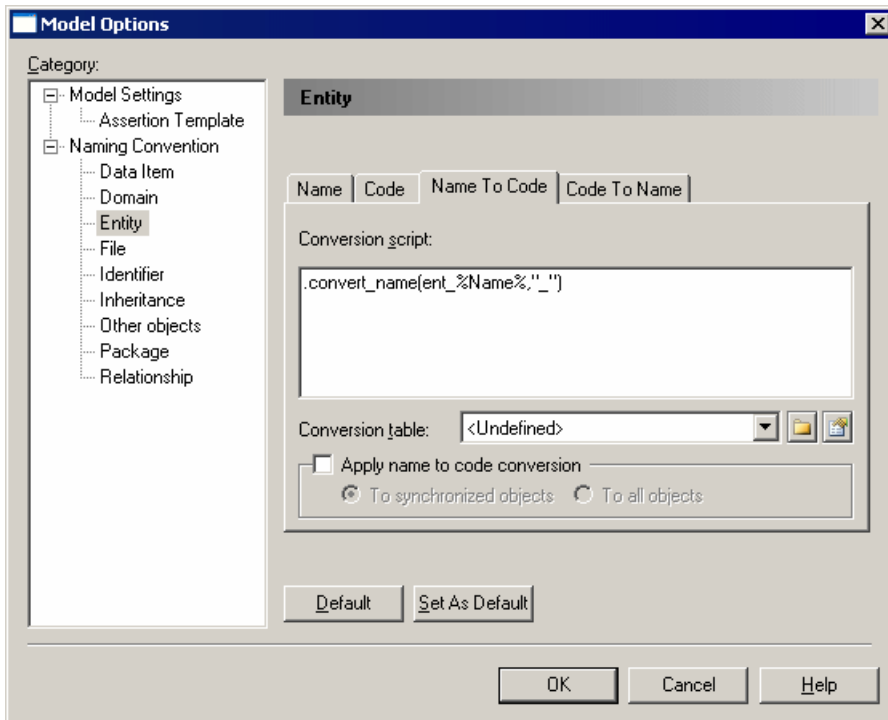 Model Options
Category:
Model Settings
Assertion Template
Naming Convention
Data Item
Domain
Entity
File
Identifier
Inheritance
Other objects
Package
Relationship
Entity
Name Code Name To Code Code To Name
Conversion script:
.convert_name(ent_%Name%,"_")
Conversion table: <Undefined>
Apply name to code conversion
To synchronized objects To all objects
Default Set As Default
OK Cancel Help